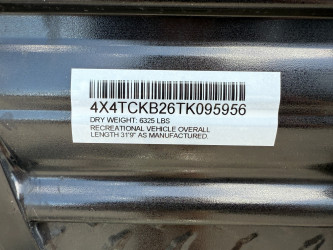 4X4TCKB26TK095956
DRY WEIGHT: 6325 LBS
RECREATIONAL VEHICLE OVERALL
LENGTH 31'9" AS MANUFACTURED.